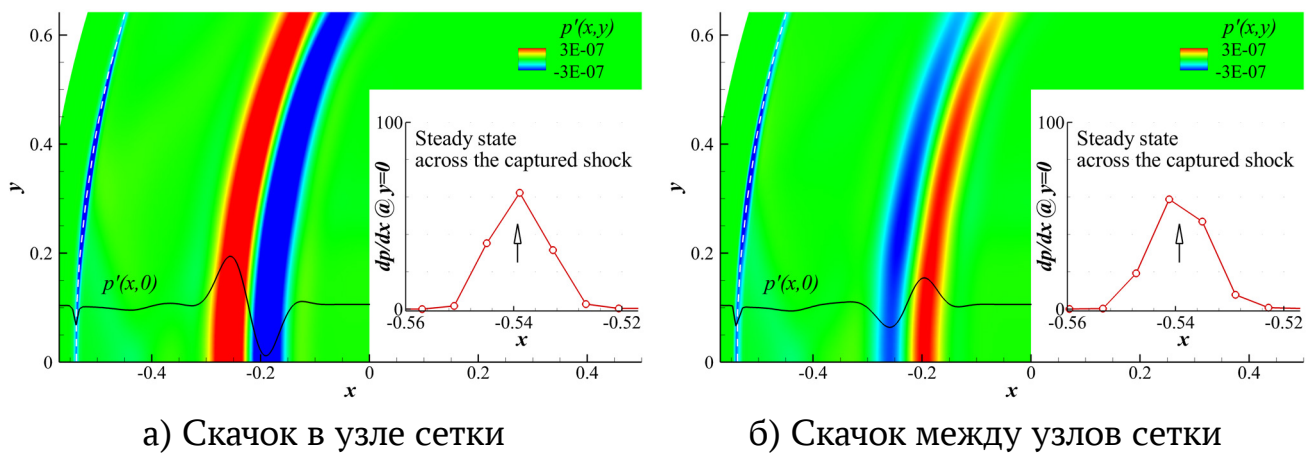 p'(x,y)
3E-07
-3E-07
0.6
0.4
0.2
0
y
p'(x,0)
-0.4
-0.2
0
0.2
0.4
x
Steady state
across the captured shock
100
0
dp/dx @ y=0
-0.56
-0.54
-0.52
x
а) Скачок в узле сетки
p'(x,y)
3E-07
-3E-07
0.6
0.4
0.2
0
y
p'(x,0)
-0.4
-0.2
0
0.2
0.4
x
Steady state
across the captured shock
100
0
dp/dx @ y=0
-0.56
-0.54
-0.52
x
б) Скачок между узлов сетки